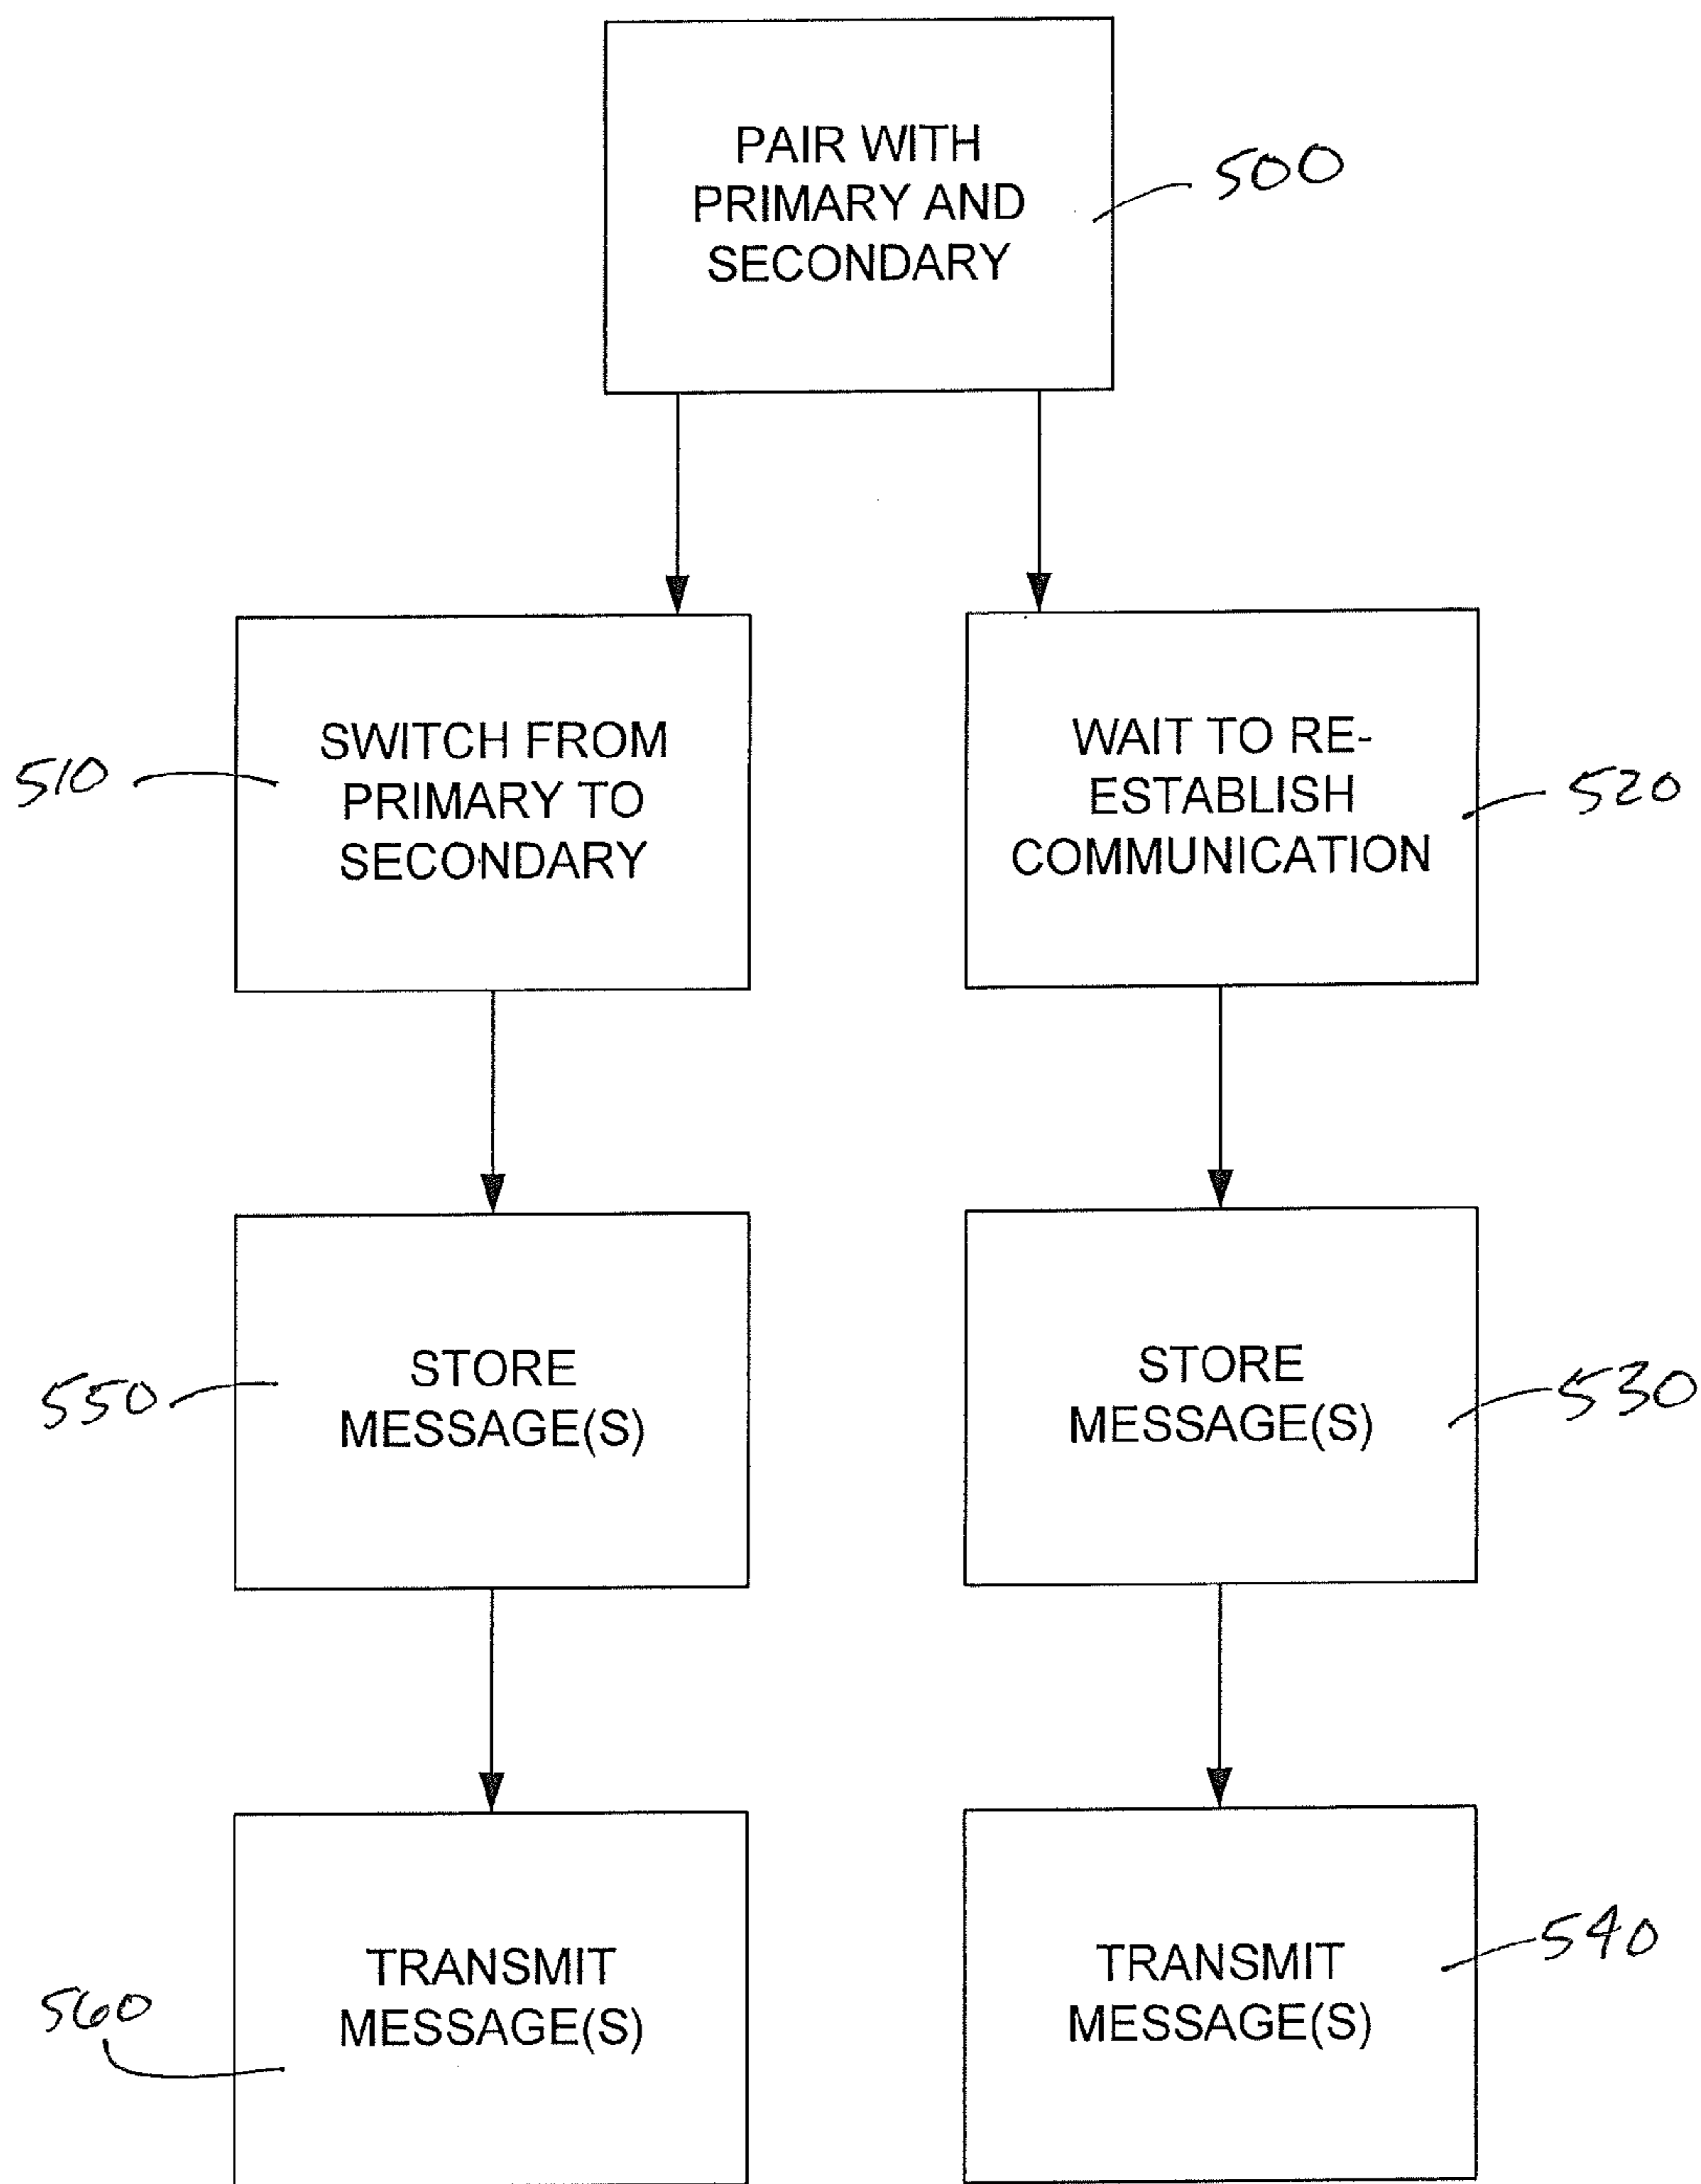 PAIR WITH
PRIMARY AND
SECONDARY
500
SWITCH FROM
PRIMARY TO
SECONDARY
510
WAIT TO RE-
ESTABLISH
COMMUNICATION
520
STORE
MESSAGE(S)
550
STORE
MESSAGE(S)
530
TRANSMIT
MESSAGE(S)
560
TRANSMIT
MESSAGE(S)
540